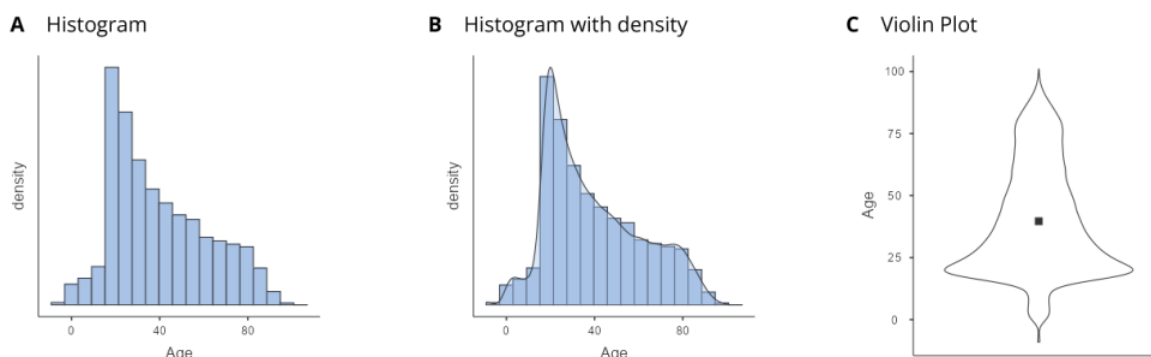 A Histogram
density
0 40 80
Age
B Histogram with density
density
0 40 80
Age
C Violin Plot
100
75
50
25
0
Age